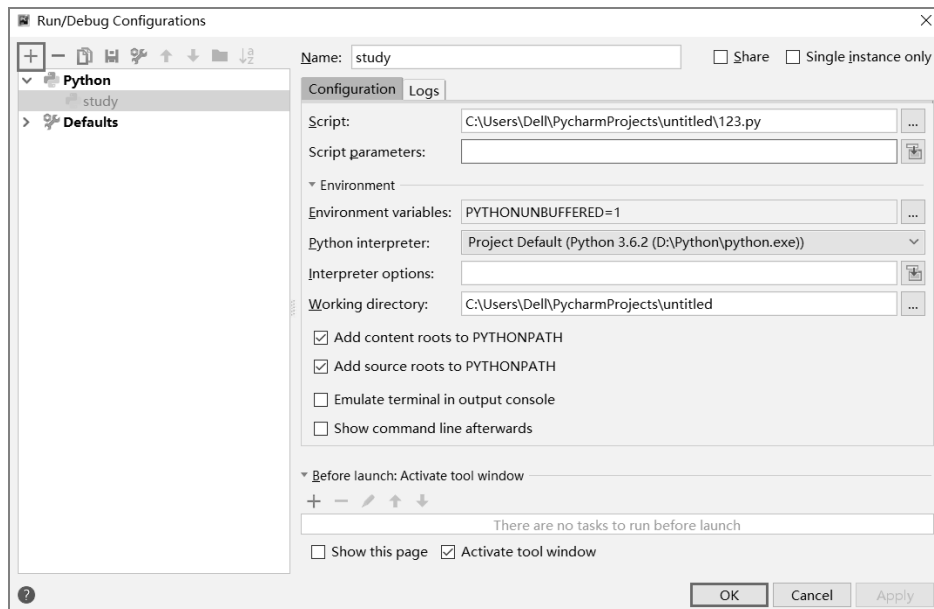 Run/Debug Configurations
Name: study
Share
Single instance only
Python
study
Defaults
Configuration
Logs
Script: C:\Users\Dell\PycharmProjects\untitled\123.py ...
Script parameters:
Environment
Environment variables: PYTHONUNBUFFERED=1 ...
Python interpreter: Project Default (Python 3.6.2 (D:\Python\python.exe))
Interpreter options:
Working directory: C:\Users\Dell\PycharmProjects\untitled ...
Add content roots to PYTHONPATH
Add source roots to PYTHONPATH
Emulate terminal in output console
Show command line afterwards
Before launch: Activate tool window
There are no tasks to run before launch
Show this page
Activate tool window
OK
Cancel
Apply